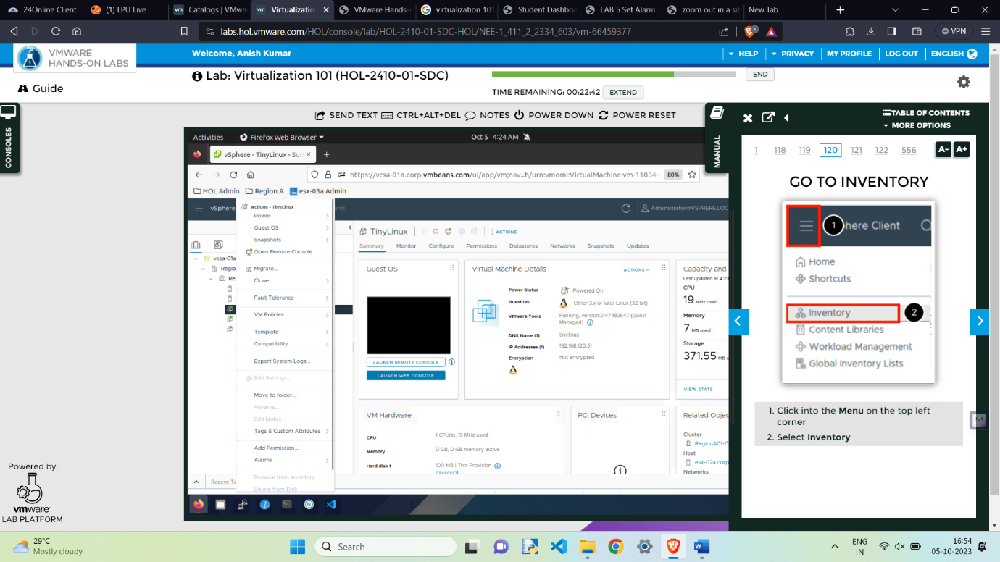 24Online Client
(1) LPU Live
Catalogs | VMwa
Virtualizatio
VMware Hands-o
virtualization 101
Student Dashboa
LAB 5 Set Alarm
zoom out in a sit
New Tab
labs.hol.vmware.com/HOL/console/lab/HOL-2410-01-SDC-HOL/NEE-1_411_2_2334_603/vm-66459377
VPN
VMWARE
HANDS-ON LABS
Welcome, Anish Kumar
HELP
PRIVACY
MY PROFILE
LOG OUT
ENGLISH
Guide
Lab: Virtualization 101 (HOL-2410-01-SDC)
END
TIME REMAINING: 00:22:42
EXTEND
CONSOLES
SEND TEXT
CTRL+ALT+DEL
NOTES
POWER DOWN
POWER RESET
Activities
Firefox Web Browser
Oct 5 4:24 AM
vSphere - TinyLinux - Sum
https://vcsa-01a.corp.vmbeans.com/ui/app/vm;nav=h/urn:vmomi:VirtualMachine:vm-11004
80%
HOL Admin
Region A
esx-03a Admin
vSphere
Administrator@VSPHERE.LOC
vcsa-01a
Regio
Re
Actions - TinyLinux
Power
Guest OS
Snapshots
Open Remote Console
Migrate...
Clone
Fault Tolerance
VM Policies
Template
Compatibility
Export System Logs...
Edit Settings...
Move to folder...
Rename...
Edit Notes...
Tags & Custom Attributes
Add Permission...
Alarms
Remove from Inventory
Delete from Disk
TinyLinux
ACTIONS
Summary
Monitor
Configure
Permissions
Datastores
Networks
Snapshots
Updates
Guest OS
LAUNCH REMOTE CONSOLE
LAUNCH WEB CONSOLE
Virtual Machine Details
ACTIONS
Power Status
Powered On
Guest OS
Other 3.x or later Linux (32-bit)
VMware Tools
Running, version:2147483647 (Guest
Managed)
DNS Name (1)
tinylinux
IP Addresses (1)
192.168.120.51
Encryption
Not encrypted
Capacity and
Last updated at 4:23
CPU
19 MHz used
Memory
7 MB used
Storage
371.55 MB u
VIEW STATS
VM Hardware
CPU
1 CPU(s), 19 MHz used
Memory
0 GB, 0 GB memory active
Hard disk 1
100 MB | Thin Provision
PCI Devices
Related Objec
Cluster
RegionA01-C
Host
esx-02a.corp
Networks
Recent Ta
MANUAL
TABLE OF CONTENTS
MORE OPTIONS
1
118
119
120
121
122
556
A-
A+
GO TO INVENTORY
1
here Client
Home
Shortcuts
Inventory
2
Content Libraries
Workload Management
Global Inventory Lists
1. Click into the Menu on the top left
corner
2. Select Inventory
Powered by
vmware
LAB PLATFORM
29°C
Mostly cloudy
Search
ENG
IN
16:54
05-10-2023